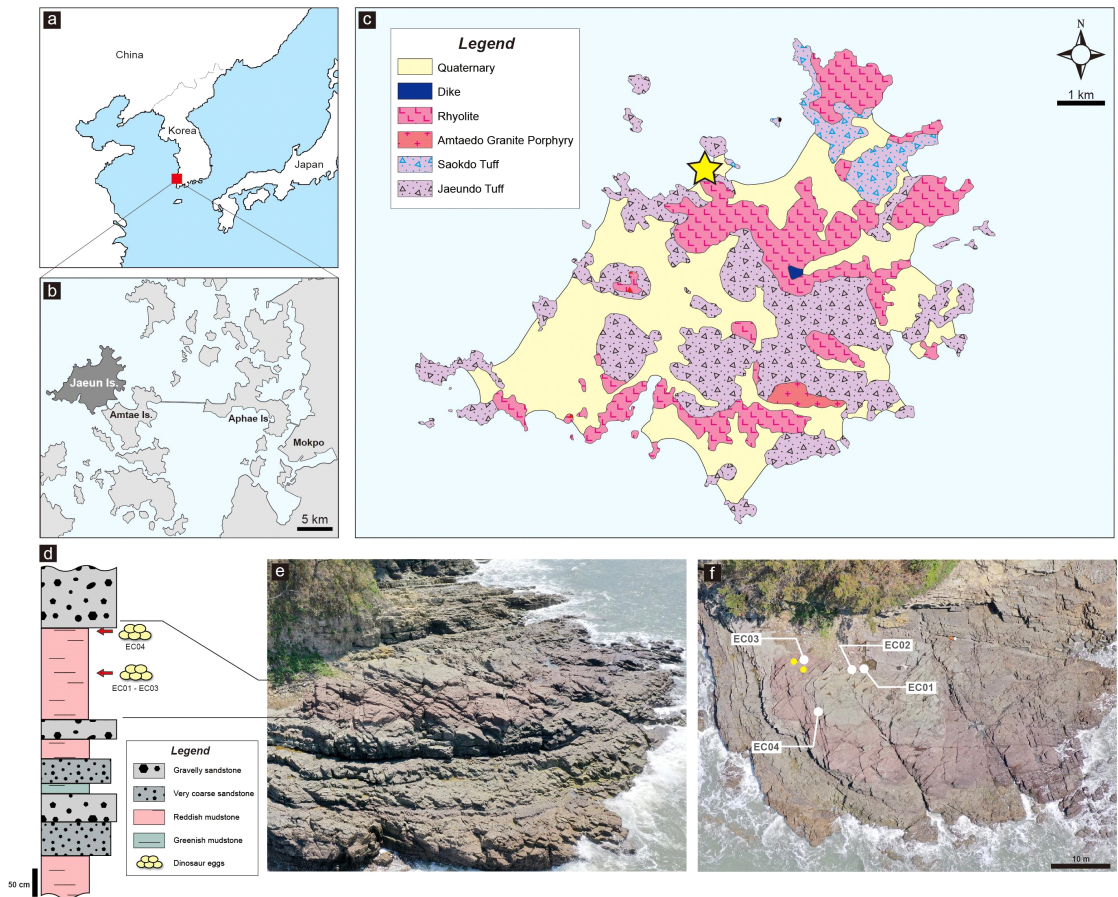 a
China
Korea
Japan
b
Jaeun Is.
Amtae Is.
Aphae Is.
Mokpo
5 km
c
Legend
Quaternary
Dike
Rhyolite
Amtaedo Granite Porphyry
Saokdo Tuff
Jaeundo Tuff
N
1 km
d
EC04
EC01 - EC03
Legend
Gravelly sandstone
Very coarse sandstone
Reddish mudstone
Greenish mudstone
Dinosaur eggs
50 cm
e
f
EC03
EC02
EC01
EC04
10 m